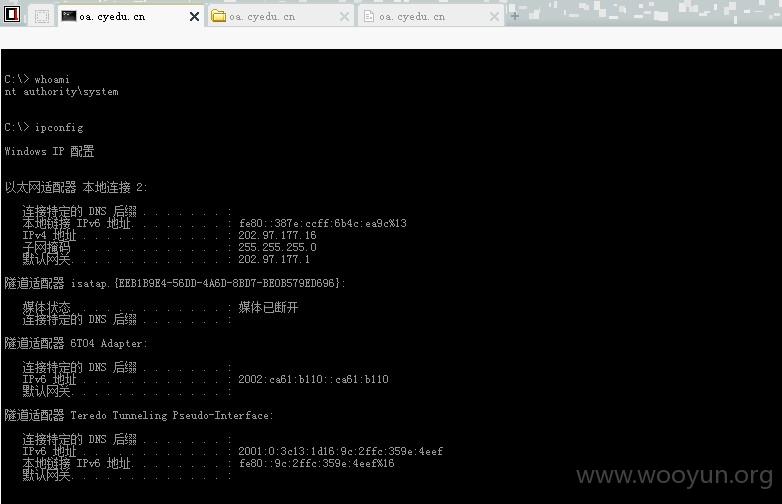 oa.cyedu.cn
oa.cyedu.cn
oa.cyedu.cn
C:\> whoami
nt authority\system
C:\> ipconfig
Windows IP 配置
以太网适配器 本地连接 2:
连接特定的 DNS 后缀 . . . . . . . :
本地链接 IPv6 地址. . . . . . . . : fe80::387e:ccff:6b4c:ea9c%13
IPv4 地址 . . . . . . . . . . . . : 202.97.177.16
子网掩码 . . . . . . . . . . . . : 255.255.255.0
默认网关. . . . . . . . . . . . . : 202.97.177.1
隧道适配器 isatap.{EEB1B9E4-56DD-4A6D-8BD7-BE0B579ED696}:
媒体状态 . . . . . . . . . . . . : 媒体已断开
连接特定的 DNS 后缀 . . . . . . . :
隧道适配器 6TO4 Adapter:
连接特定的 DNS 后缀 . . . . . . . :
IPv6 地址 . . . . . . . . . . . . : 2002:ca61:b110::ca61:b110
默认网关. . . . . . . . . . . . . :
隧道适配器 Teredo Tunneling Pseudo-Interface:
连接特定的 DNS 后缀 . . . . . . . :
IPv6 地址 . . . . . . . . . . . . : 2001:0:3c13:1d16:9c:2ffc:359e:4eef
本地链接 IPv6 地址. . . . . . . . : fe80::9c:2ffc:359e:4eef%16
默认网关. . . . . . . . . . . . . :
www.wooyun.org